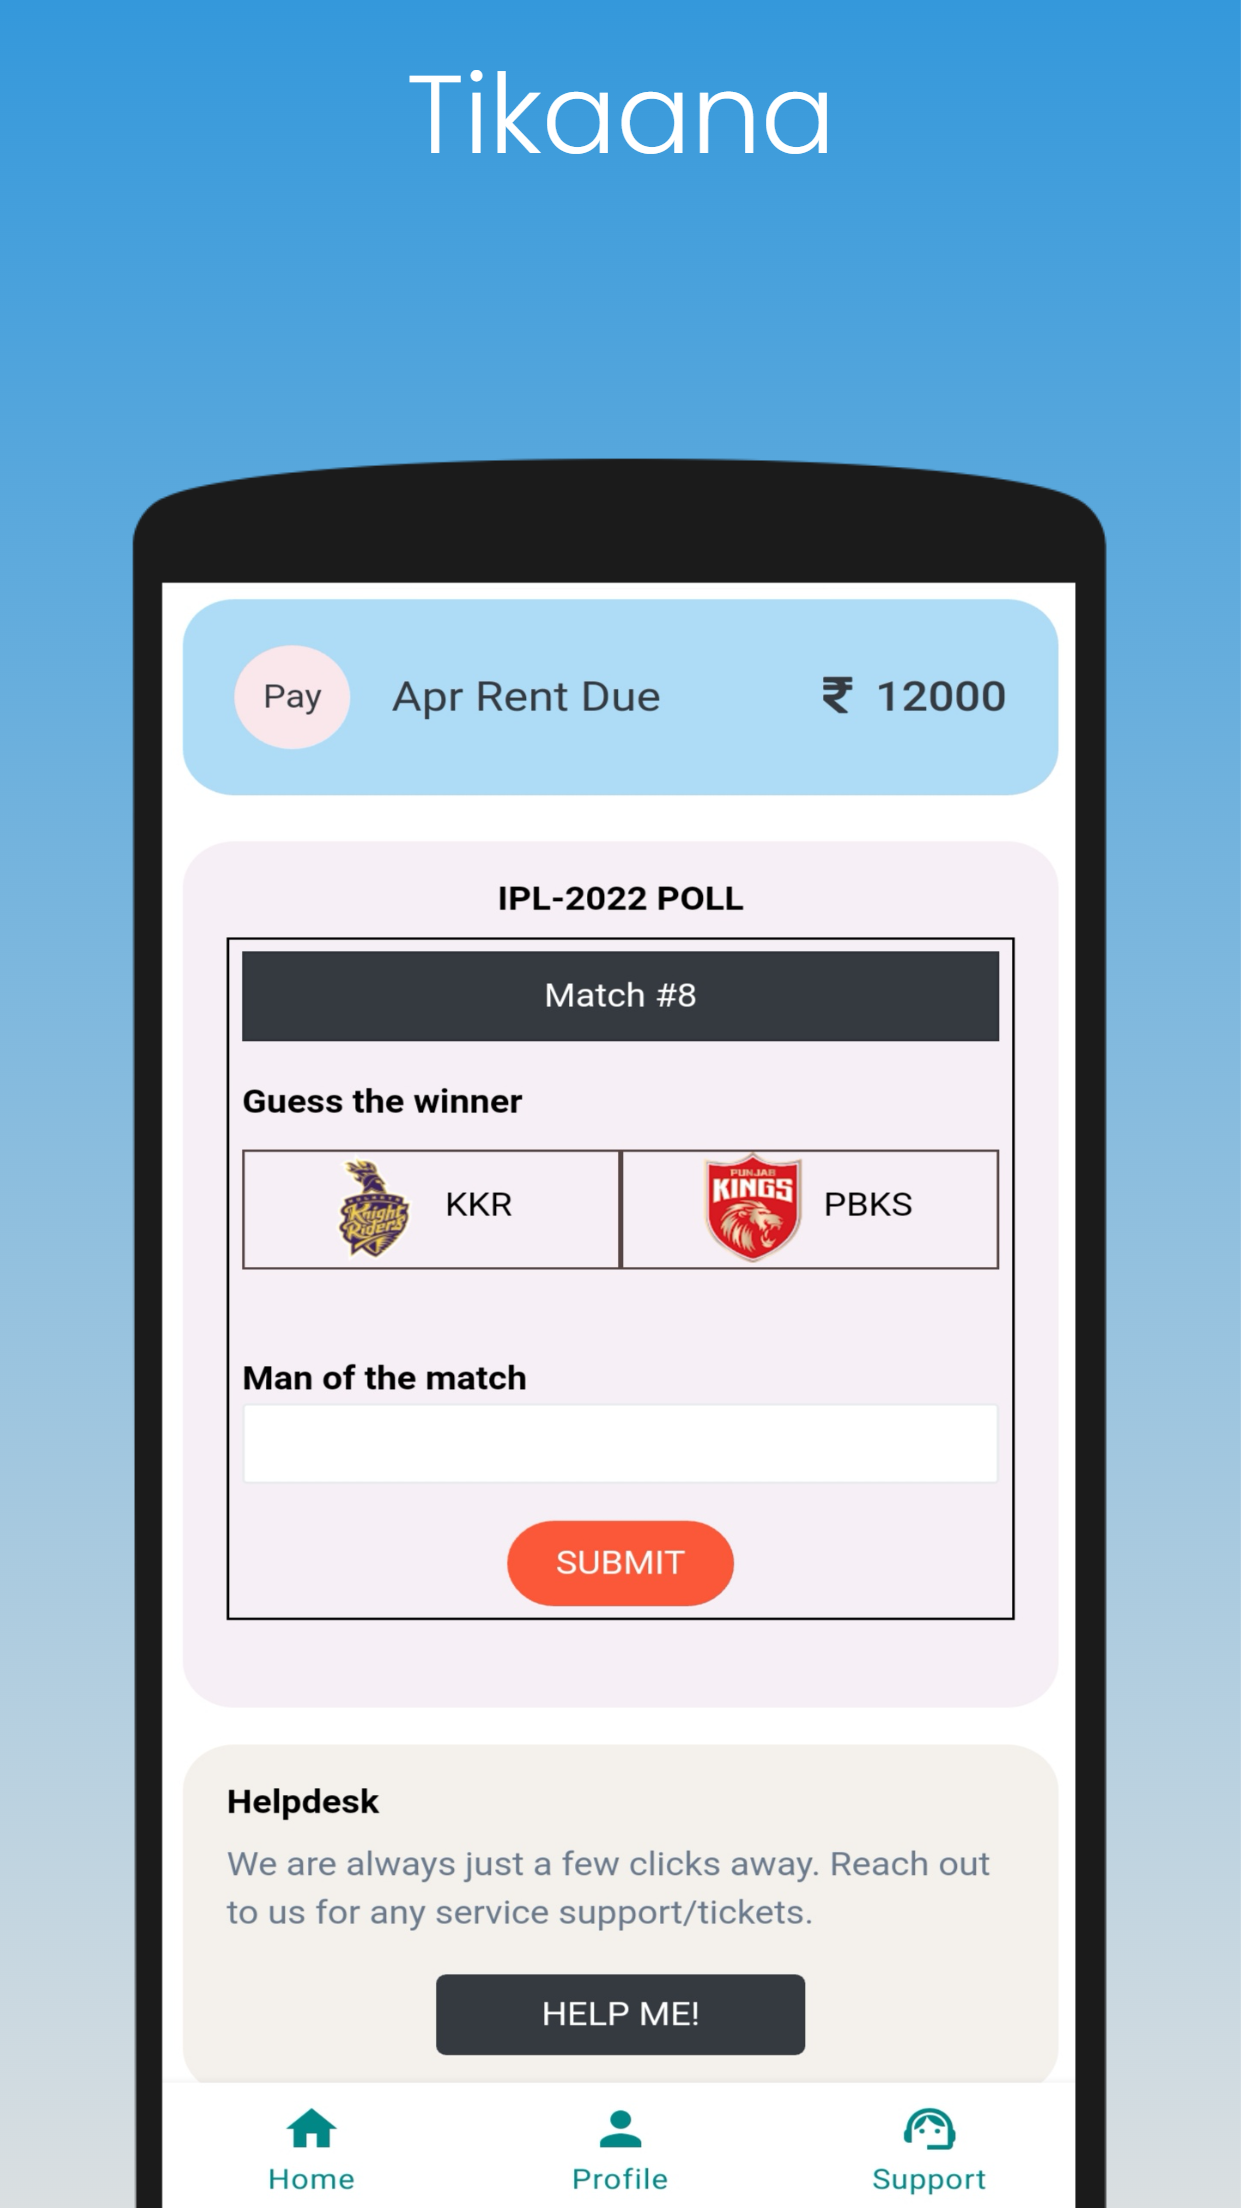 Tikaana
Pay Apr Rent Due ₹ 12000
IPL-2022 POLL
Match #8
Guess the winner
Knight Riders KKR PUNJAB KINGS PBKS
Man of the match
SUBMIT
Helpdesk
We are always just a few clicks away. Reach out
to us for any service support/tickets.
HELP ME!
Home Profile Support